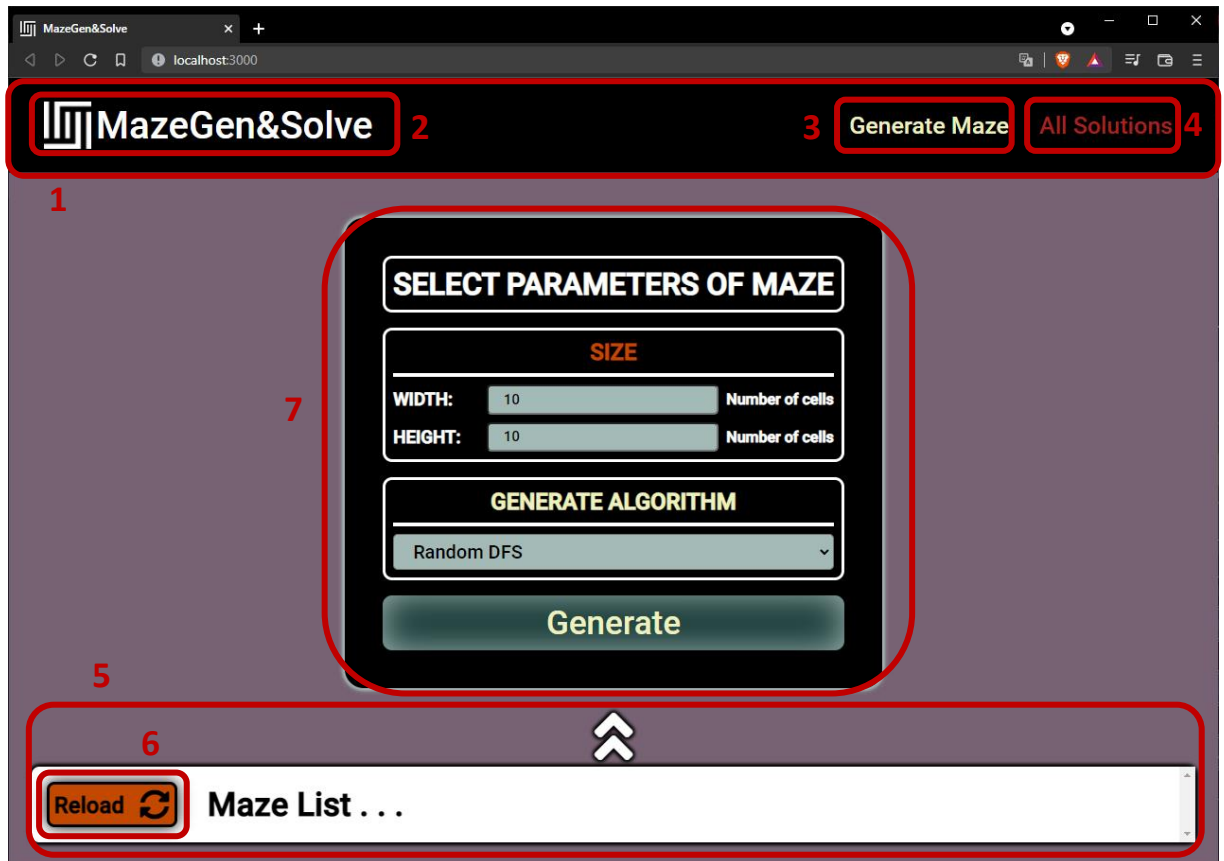 MazeGen&Solve
localhost:3000
MazeGen&Solve 2 3 Generate Maze All Solutions 4
1
SELECT PARAMETERS OF MAZE
SIZE
7 WIDTH: 10 Number of cells
HEIGHT: 10 Number of cells
GENERATE ALGORITHM
Random DFS
Generate
5
6
Reload Maze List . . .